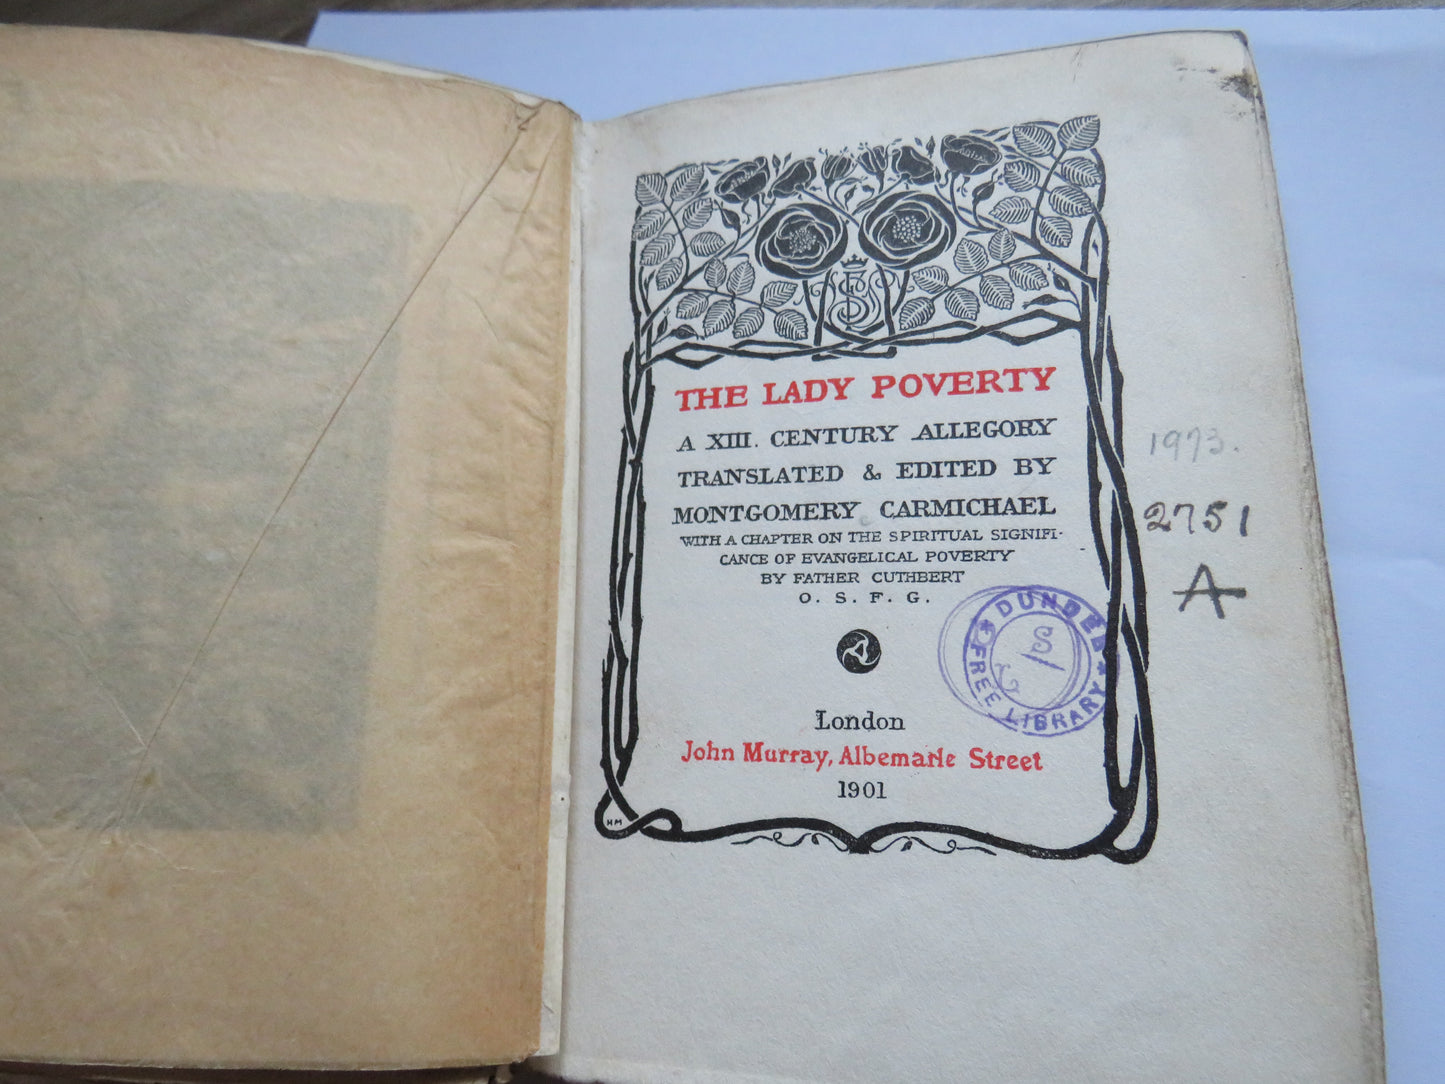 THE LADY POVERTY
A XIII. CENTURY ALLEGORY
TRANSLATED & EDITED BY
MONTGOMERY CARMICHAEL
WITH A CHAPTER ON THE SPIRITUAL SIGNIFI-
CANCE OF EVANGELICAL POVERTY
BY FATHER CUTHBERT
O. S. F. G.
London
John Murray, Albemarle Street
1901
HM
1973.
2751
A
DUNDEE
FREE LIBRARY